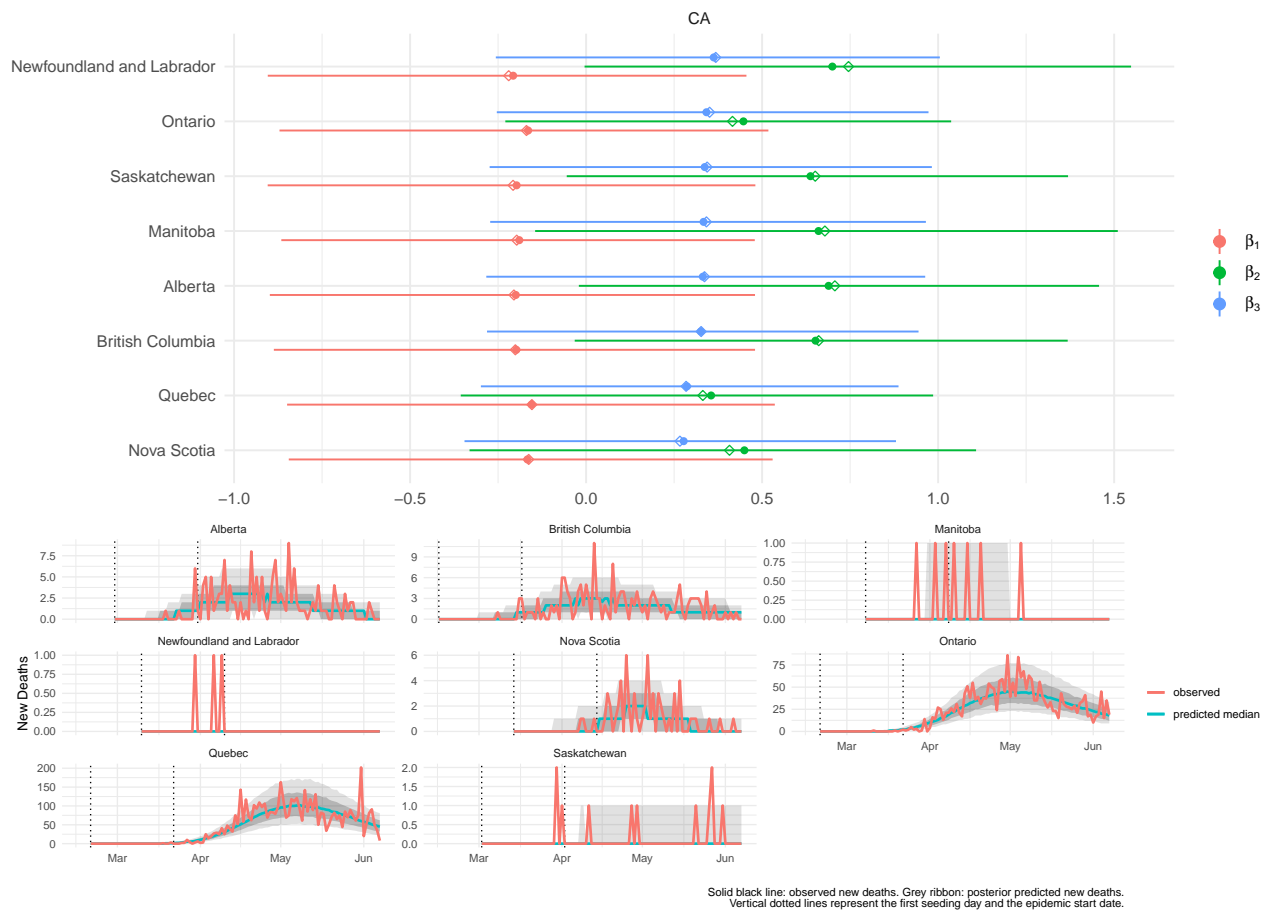 CA
Newfoundland and Labrador
Ontario
Saskatchewan
Manitoba
Alberta
British Columbia
Quebec
Nova Scotia
−1.0 −0.5 0.0 0.5 1.0 1.5
β1
β2
β3
New Deaths
Alberta
7.5
5.0
2.5
0.0
British Columbia
9
6
3
0
Manitoba
1.00
0.75
0.50
0.25
0.00
Newfoundland and Labrador
1.00
0.75
0.50
0.25
0.00
Nova Scotia
6
4
2
0
Ontario
75
50
25
0
Mar Apr May Jun
Quebec
200
150
100
50
0
Mar Apr May Jun
Saskatchewan
2.0
1.5
1.0
0.5
0.0
Mar Apr May Jun
observed
predicted median
Solid black line: observed new deaths. Grey ribbon: posterior predicted new deaths.
Vertical dotted lines represent the first seeding day and the epidemic start date.